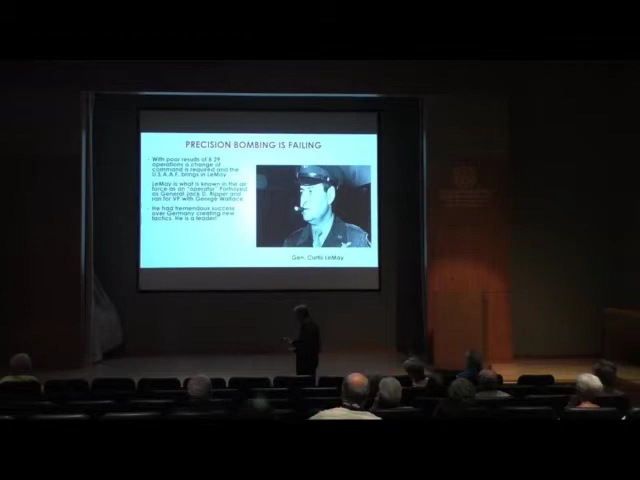 PRECISION BOMBING IS FAILING
With poor results of B 29
operations a change of
command is required and the
U.S.A.A.F. brings in LeMay
LeMay is what is known in the air
force as an "operator" Portrayed
as General Jack D. Ripper and
ran for VP with George Wallace
He had tremendous success
over Germany creating new
tactics. He is a leader!
Gen. Curtis LeMay